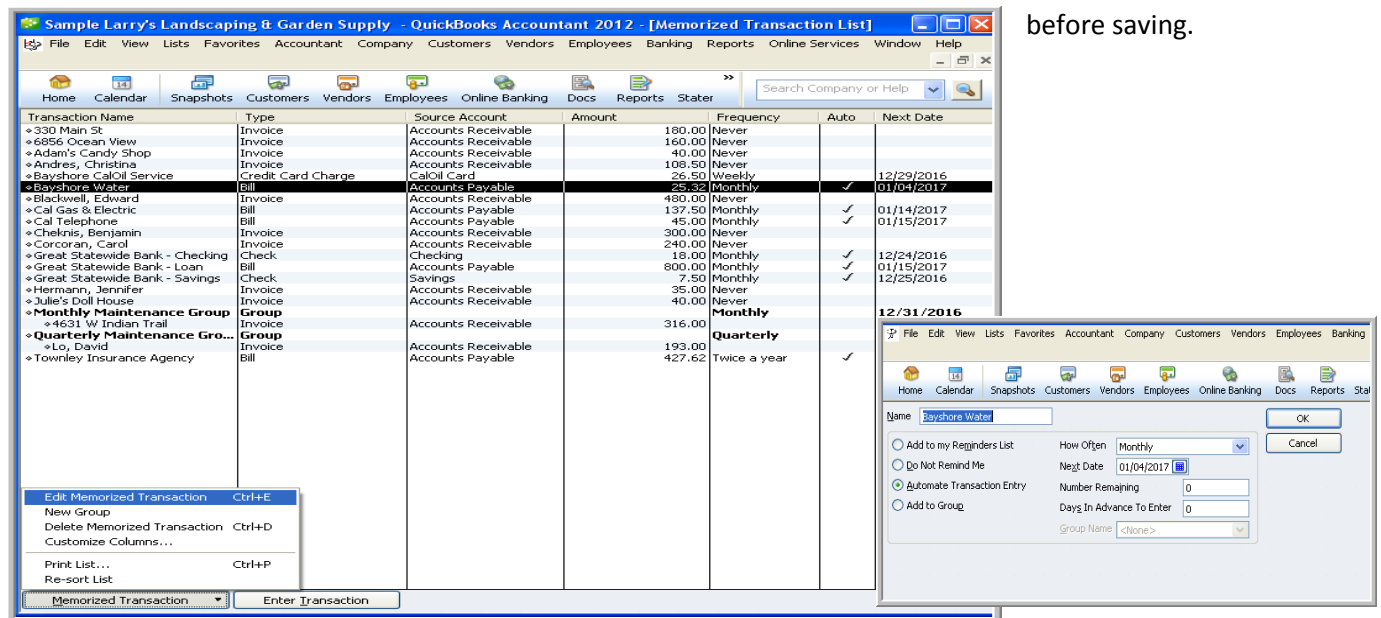 before saving.
Sample Larry's Landscaping & Garden Supply - QuickBooks Accountant 2012 - [Memorized Transaction List]
File Edit View Lists Favorites Accountant Company Customers Vendors Employees Banking Reports Online Services Window Help
Home Calendar Snapshots Customers Vendors Employees Online Banking Docs Reports Stater » Search Company or Help
Transaction Name Type Source Account Amount Frequency Auto Next Date
330 Main St Invoice Accounts Receivable 180.00 Never
6856 Ocean View Invoice Accounts Receivable 160.00 Never
Adam's Candy Shop Invoice Accounts Receivable 40.00 Never
Andres, Christina Invoice Accounts Receivable 108.50 Never
Bayshore CalOil Service Credit Card Charge CalOil Card 26.50 Weekly 12/29/2016
Bayshore Water Bill Accounts Payable 25.32 Monthly ✓ 01/04/2017
Blackwell, Edward Invoice Accounts Receivable 480.00 Never
Cal Gas & Electric Bill Accounts Payable 137.50 Monthly ✓ 01/14/2017
Cal Telephone Bill Accounts Payable 45.00 Monthly ✓ 01/15/2017
Cheknis, Benjamin Invoice Accounts Receivable 300.00 Never
Corcoran, Carol Invoice Accounts Receivable 240.00 Never
Great Statewide Bank - Checking Check Checking 18.00 Monthly ✓ 12/24/2016
Great Statewide Bank - Loan Bill Accounts Payable 800.00 Monthly ✓ 01/15/2017
Great Statewide Bank - Savings Check Savings 7.50 Monthly ✓ 12/25/2016
Hermann, Jennifer Invoice Accounts Receivable 35.00 Never
Julie's Doll House Invoice Accounts Receivable 40.00 Never
Monthly Maintenance Group Group Monthly 12/31/2016
4631 W Indian Trail Invoice Accounts Receivable 316.00
Quarterly Maintenance Gro... Group Quarterly
Lo, David Invoice Accounts Receivable 193.00
Townley Insurance Agency Bill Accounts Payable 427.62 Twice a year ✓
Edit Memorized Transaction Ctrl+E
New Group
Delete Memorized Transaction Ctrl+D
Customize Columns...
Print List... Ctrl+P
Re-sort List
Memorized Transaction Enter Transaction
File Edit View Lists Favorites Accountant Company Customers Vendors Employees Banking
Home Calendar Snapshots Customers Vendors Employees Online Banking Docs Reports Stat
Name Bayshore Water OK
Add to my Reminders List How Often Monthly Cancel
Do Not Remind Me Next Date 01/04/2017
Automate Transaction Entry Number Remaining 0
Add to Group Days In Advance To Enter 0
Group Name <None>